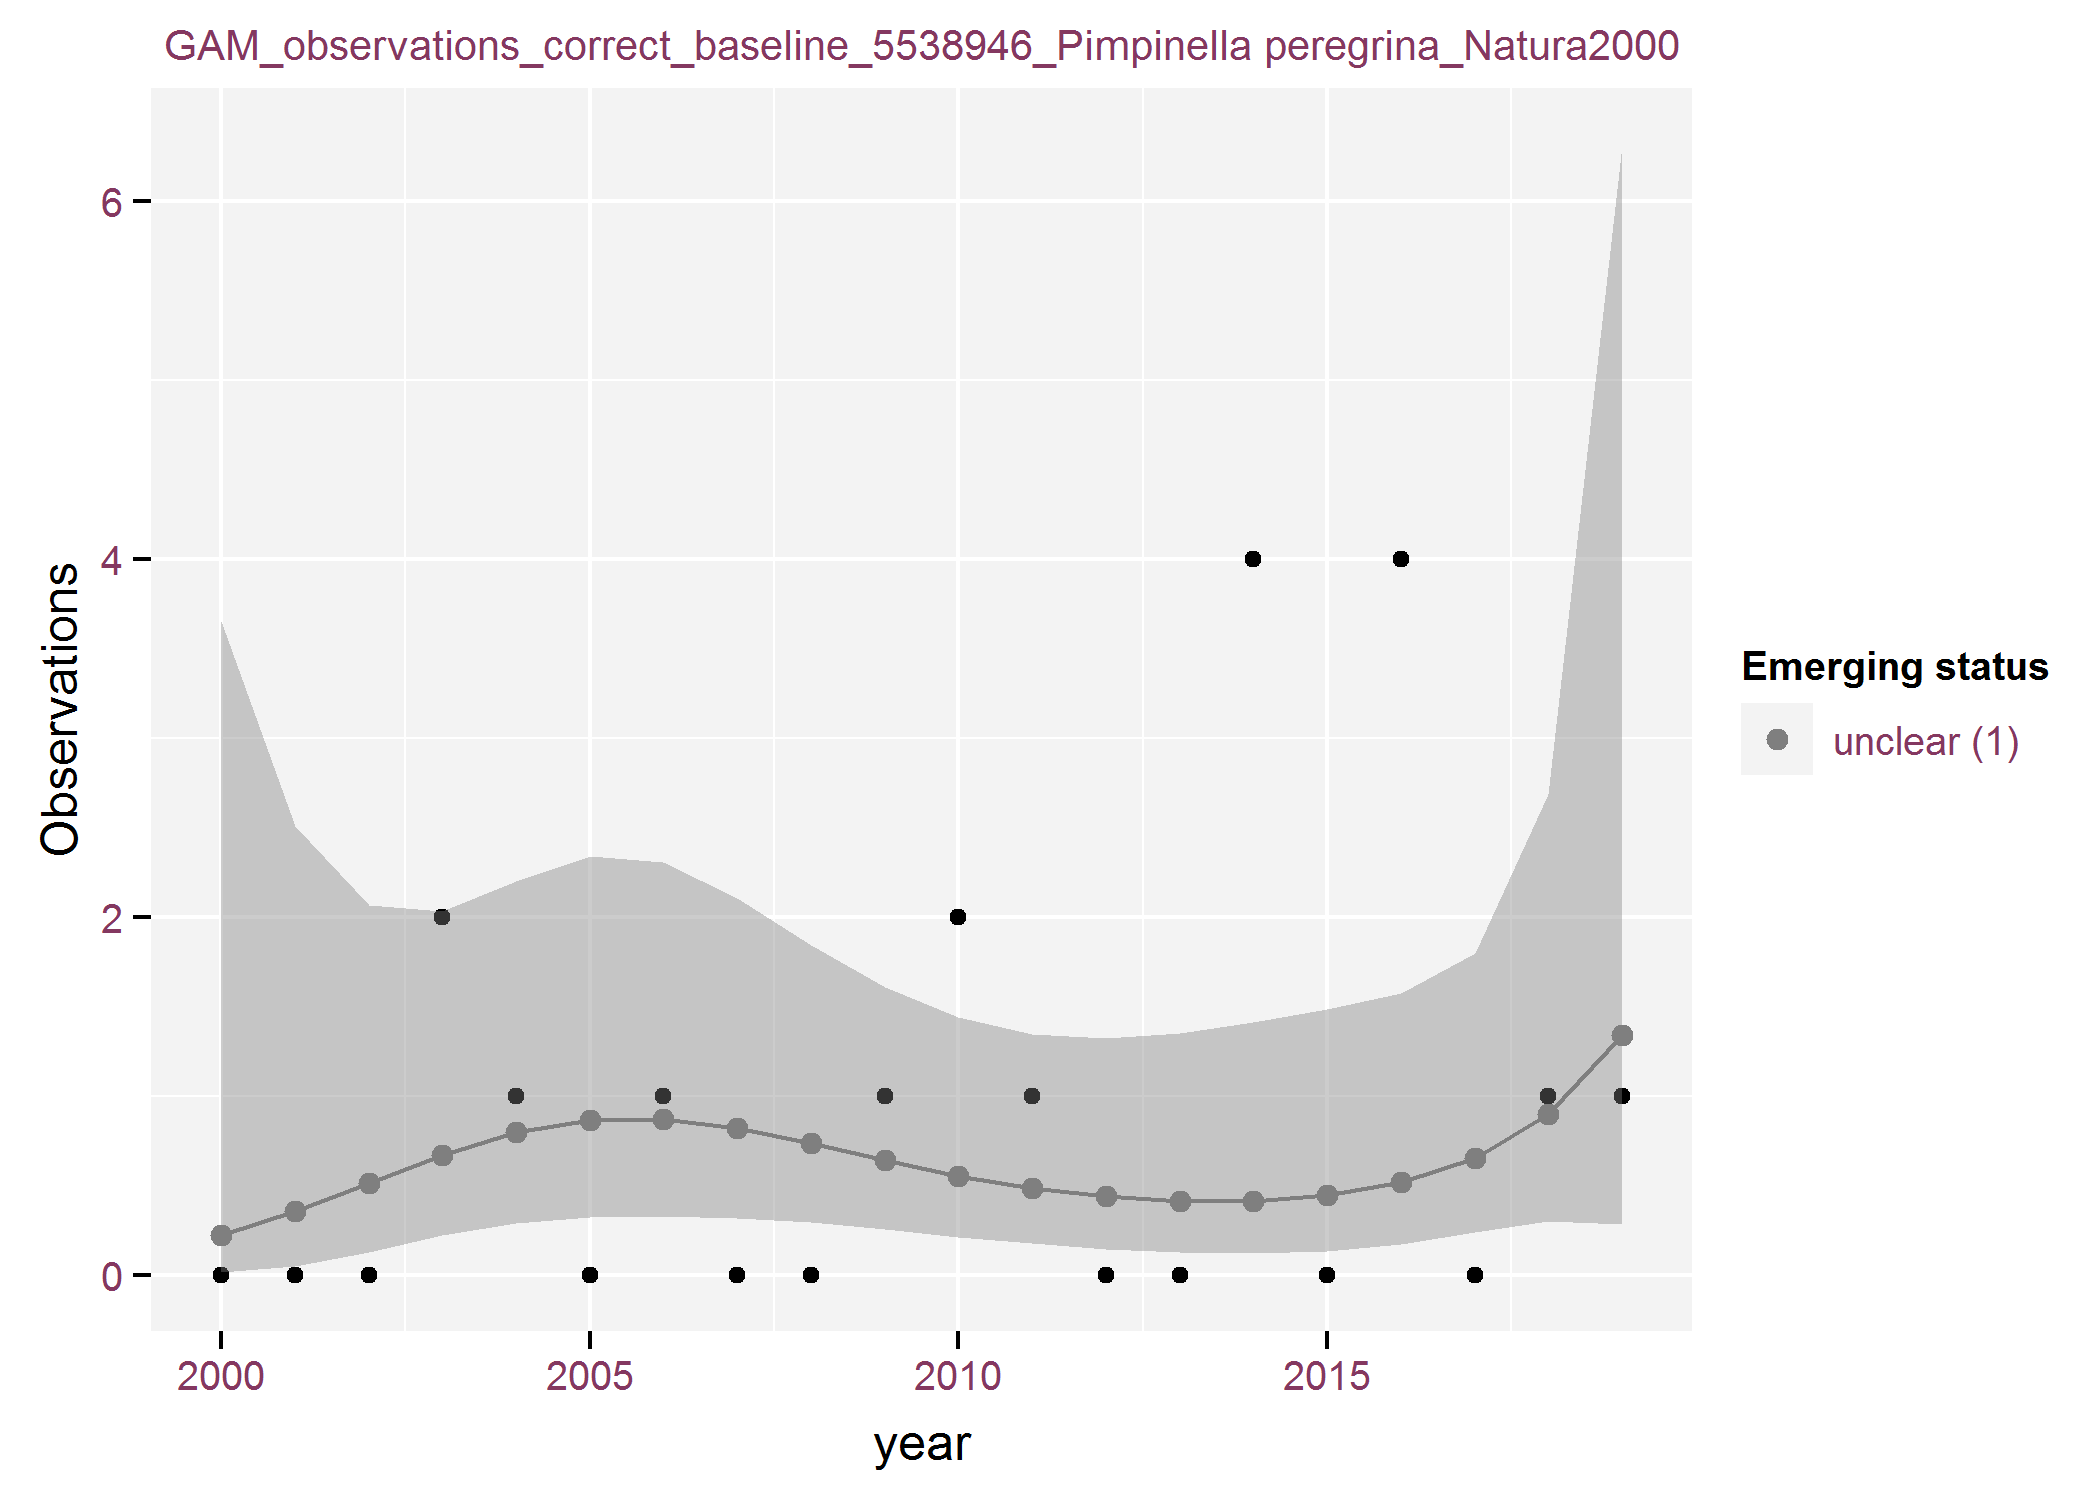 GAM_observations_correct_baseline_5538946_Pimpinella peregrina_Natura2000
6
4
2
0
Observations
2000
2005
2010
2015
year
Emerging status
unclear (1)